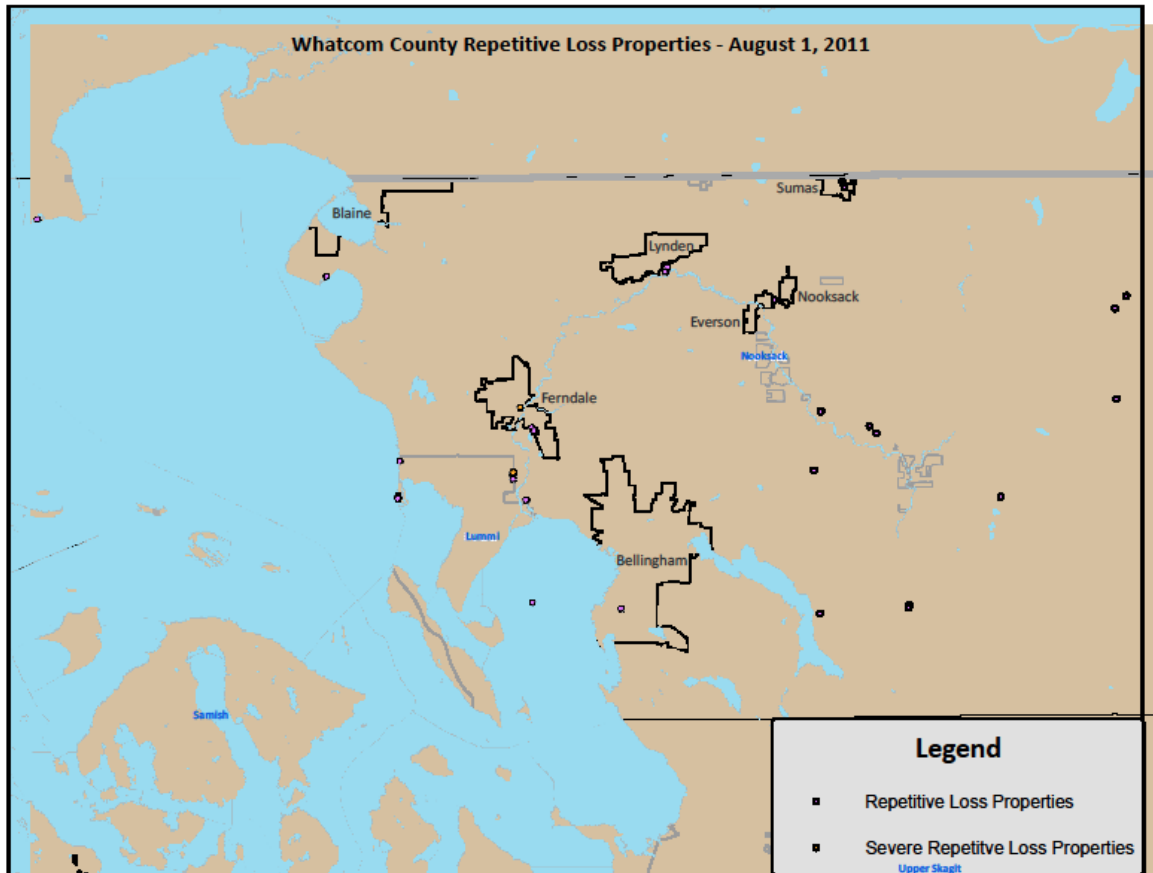 Whatcom County Repetitive Loss Properties - August 1, 2011
Sumas
Blaine
Lynden
Nooksack
Everson
Nooksack
Ferndale
Lummi
Bellingham
Samish
Legend
Repetitive Loss Properties
Severe Repetitve Loss Properties
Upper Skagit